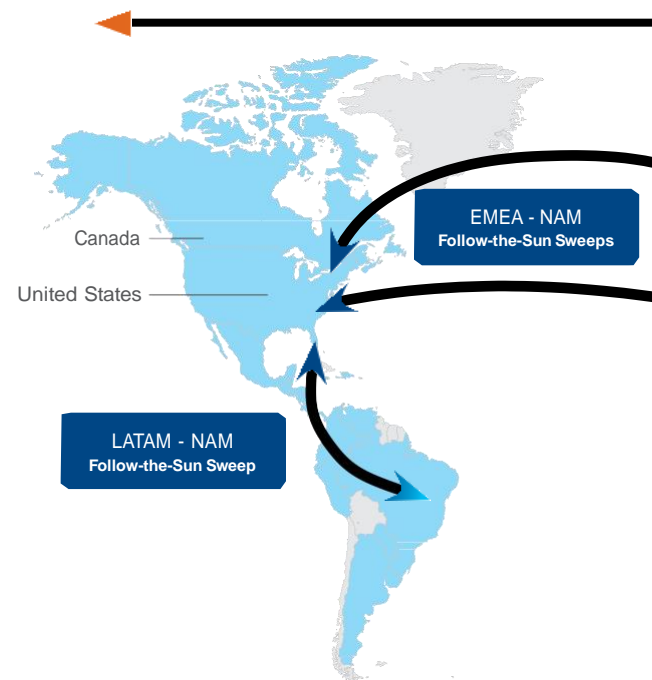 EMEA - NAM
Follow-the-Sun Sweeps
Canada
United States
LATAM - NAM
Follow-the-Sun Sweep